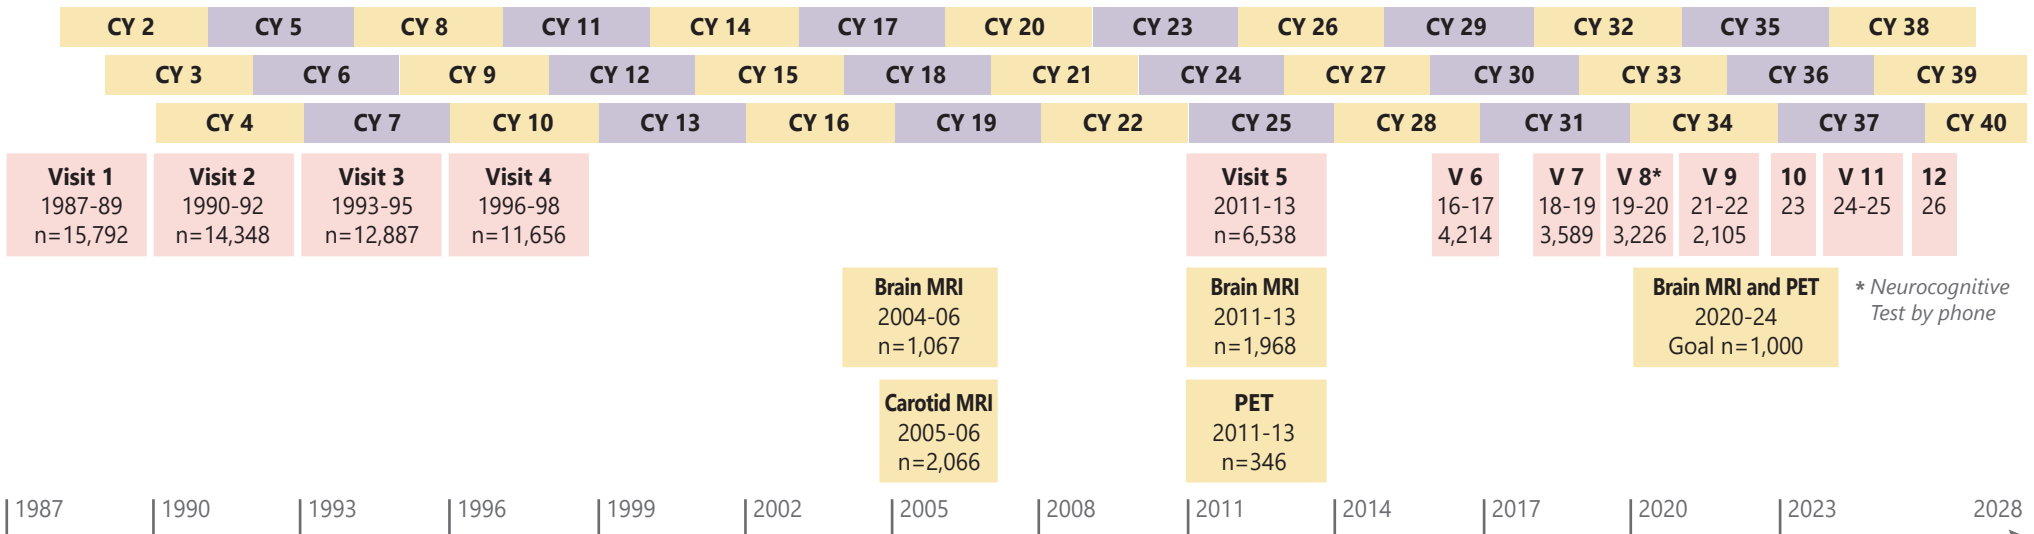 CY 2 CY 5 CY 8 CY 11 CY 14 CY 17 CY 20 CY 23 CY 26 CY 29 CY 32 CY 35 CY 38
CY 3 CY 6 CY 9 CY 12 CY 15 CY 18 CY 21 CY 24 CY 27 CY 30 CY 33 CY 36 CY 39
CY 4 CY 7 CY 10 CY 13 CY 16 CY 19 CY 22 CY 25 CY 28 CY 31 CY 34 CY 37 CY 40
Visit 1
1987-89
n=15,792
Visit 2
1990-92
n=14,348
Visit 3
1993-95
n=12,887
Visit 4
1996-98
n=11,656
Visit 5
2011-13
n=6,538
V 6
16-17
4,214
V 7
18-19
3,589
V 8*
19-20
3,226
V 9
21-22
2,105
10
23
V 11
24-25
12
26
Brain MRI
2004-06
n=1,067
Brain MRI
2011-13
n=1,968
Brain MRI and PET
2020-24
Goal n=1,000
* Neurocognitive
Test by phone
Carotid MRI
2005-06
n=2,066
PET
2011-13
n=346
1987 1990 1993 1996 1999 2002 2005 2008 2011 2014 2017 2020 2023 2028